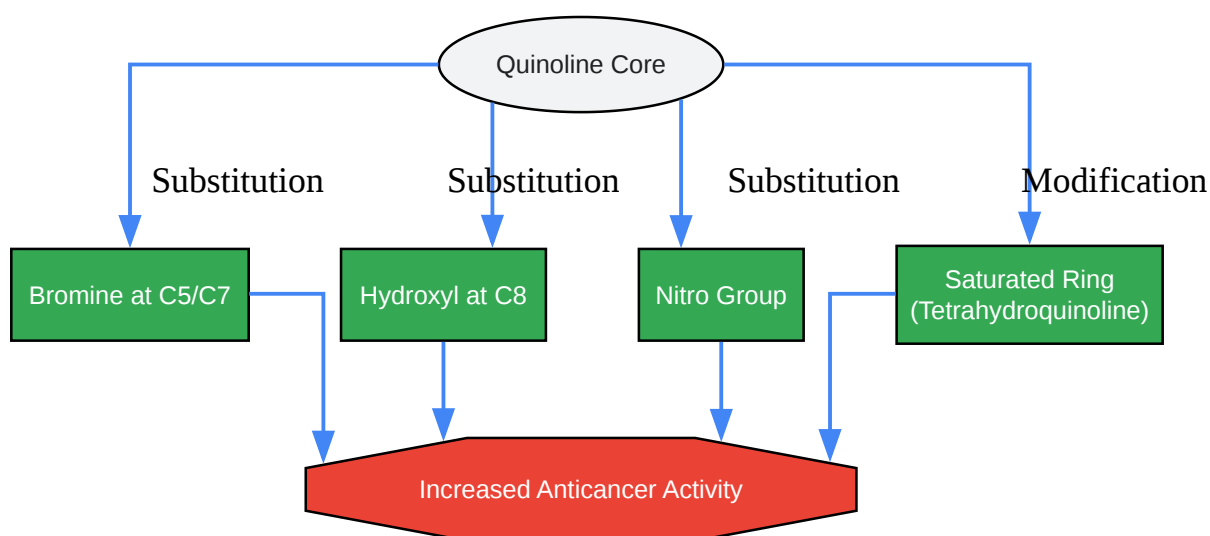 Quinoline Core
Substitution
Substitution
Substitution
Modification
Bromine at C5/C7
Hydroxyl at C8
Nitro Group
Saturated Ring
(Tetrahydroquinoline)
Increased Anticancer Activity